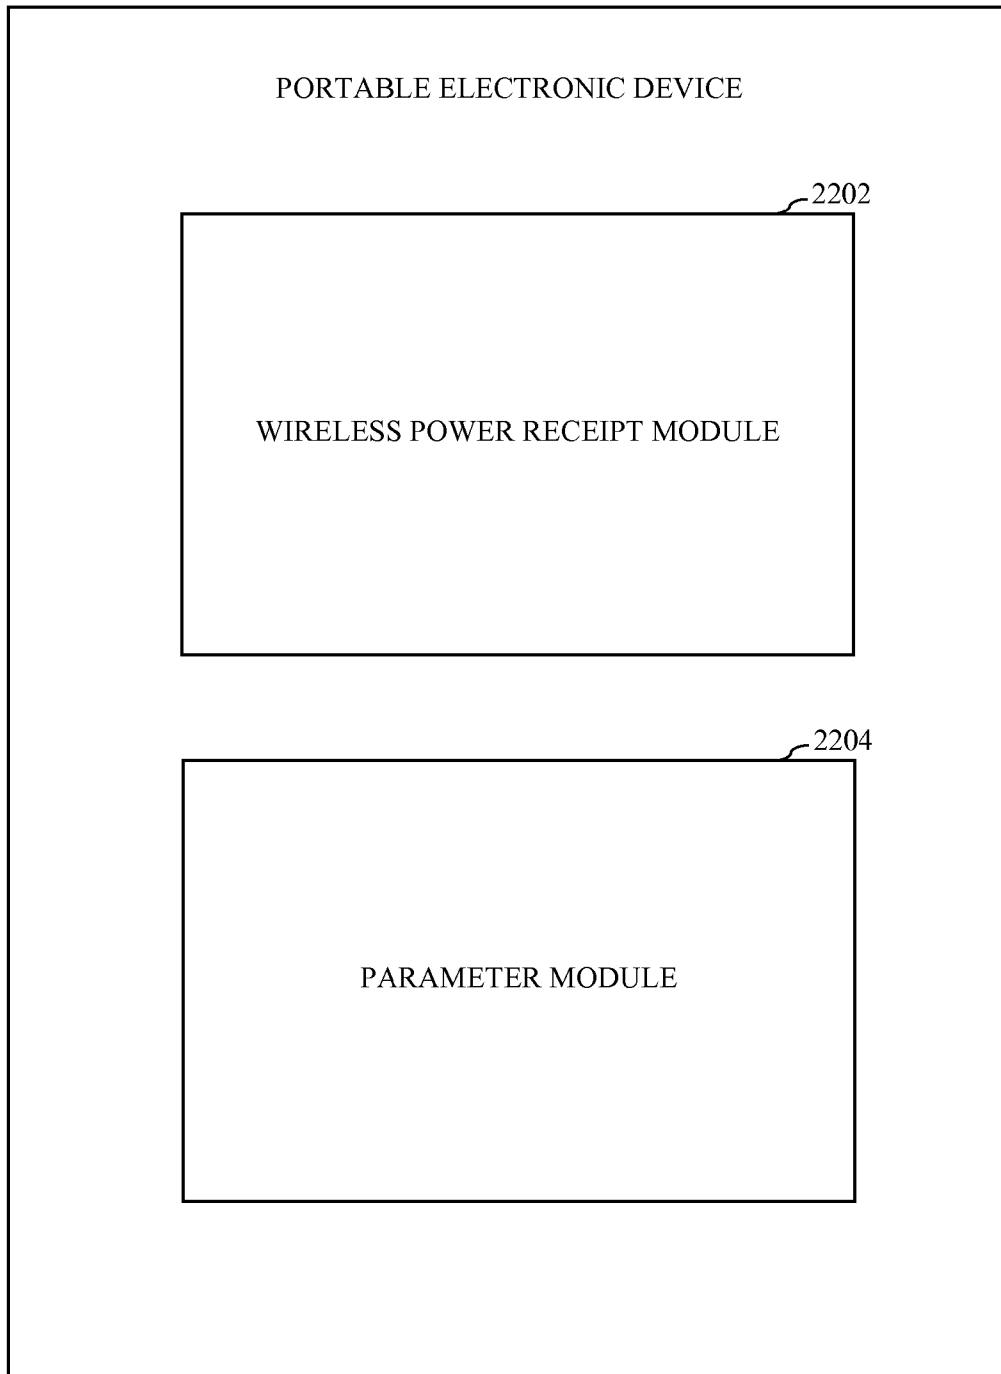 PORTABLE ELECTRONIC DEVICE
2202
WIRELESS POWER RECEIPT MODULE
2204
PARAMETER MODULE